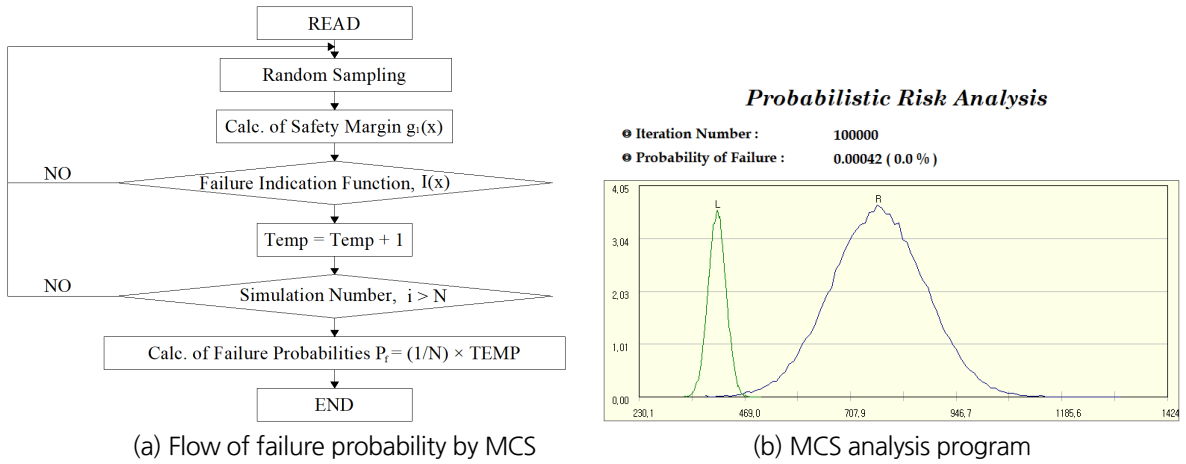 READ
Random Sampling
Calc. of Safety Margin g₁(x)
NO
Failure Indication Function, I(x)
Temp = Temp + 1
NO
Simulation Number, i > N
Calc. of Failure Probabilities Pf = (1/N) × TEMP
END
(a) Flow of failure probability by MCS
Probabilistic Risk Analysis
Iteration Number : 100000
Probability of Failure : 0.00042 ( 0.0 % )
4,05
3,04
2,03
1,01
0,00
L
R
230,1 469,0 707,9 946,7 1185,6 1424
(b) MCS analysis program